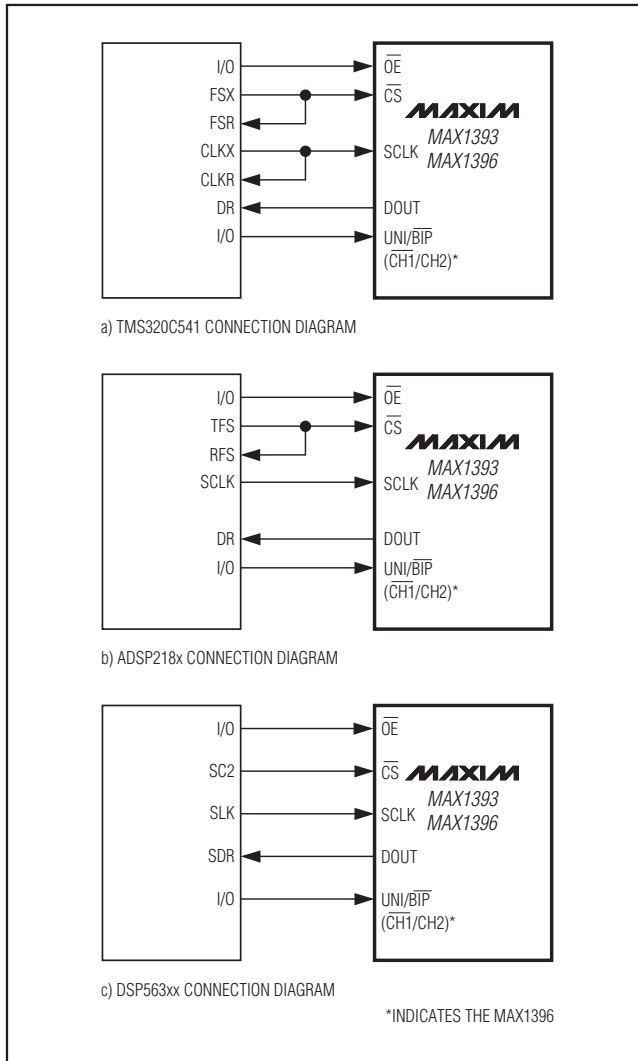 I/O
OE
FSX
CS
MAXIM
FSR
MAX1393
CLKX
SCLK
MAX1396
CLKR
DR
DOUT
I/O
UNI/BIP
(CH1/CH2)*
a) TMS320C541 CONNECTION DIAGRAM
I/O
OE
TFS
CS
MAXIM
RFS
MAX1393
SCLK
SCLK
MAX1396
DR
DOUT
I/O
UNI/BIP
(CH1/CH2)*
b) ADSP218x CONNECTION DIAGRAM
I/O
OE
SC2
CS
MAXIM
MAX1393
SLK
SCLK
MAX1396
SDR
DOUT
I/O
UNI/BIP
(CH1/CH2)*
c) DSP563xx CONNECTION DIAGRAM
*INDICATES THE MAX1396